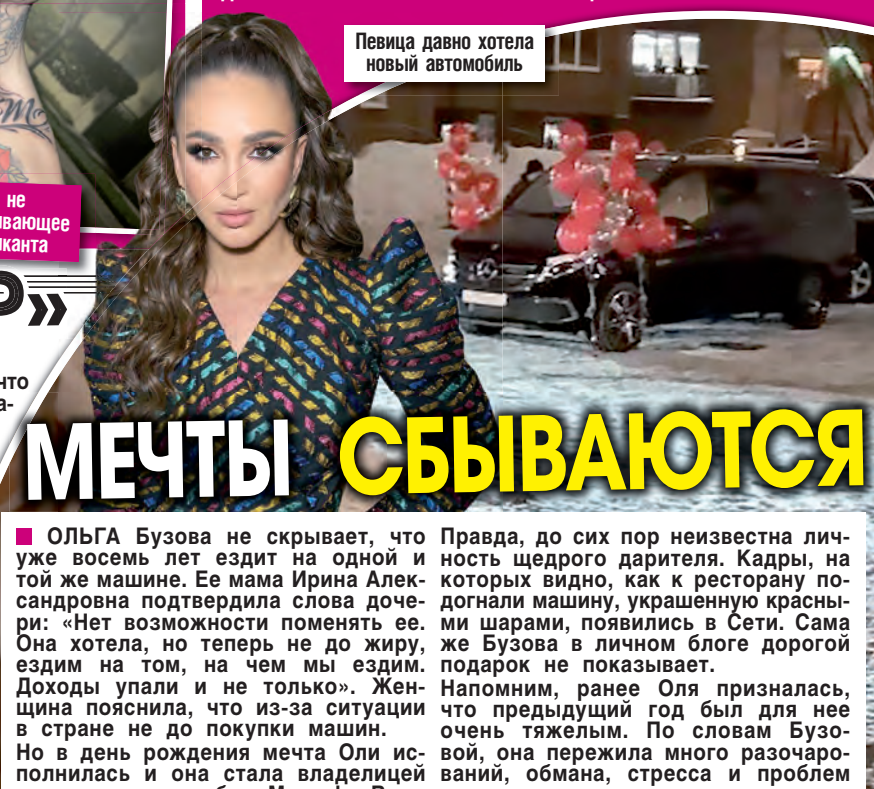 Певица давно хотела
новый автомобиль
не
вающее
канта
что
а-
МЕЧТЫ СБЫВАЮТСЯ
ОЛЬГА Бузова не скрывает, что
уже восемь лет ездит на одной и
той же машине. Ее мама Ирина Алек-
сандровна подтвердила слова доче-
ри: «Нет возможности поменять ее.
Она хотела, но теперь не до жиру,
ездим на том, на чем мы ездим.
Доходы упали и не только». Жен-
щина пояснила, что из-за ситуации
в стране не до покупки машин.
Но в день рождения мечта Оли ис-
полнилась и она стала владелицей
Правда, до сих пор неизвестна лич-
ность щедрого дарителя. Кадры, на
которых видно, как к ресторану по-
догнали машину, украшенную красны-
ми шарами, появились в Сети. Сама
же Бузова в личном блоге дорогой
подарок не показывает.
Напомним, ранее Оля призналась,
что предыдущий год был для нее
очень тяжелым. По словам Бузо-
вой, она пережила много разочаро-
ваний, обмана, стресса и проблем